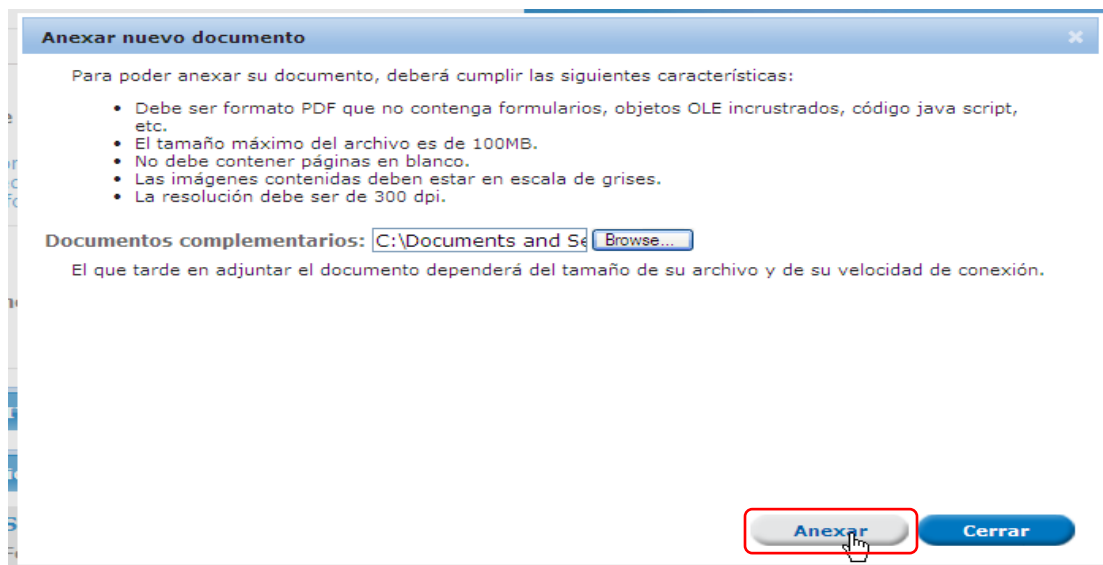 Anexar nuevo documento
Para poder anexar su documento, deberá cumplir las siguientes características:
• Debe ser formato PDF que no contenga formularios, objetos OLE incrustrados, código java script,
etc.
• El tamaño máximo del archivo es de 100MB.
• No debe contener páginas en blanco.
• Las imágenes contenidas deben estar en escala de grises.
• La resolución debe ser de 300 dpi.
Documentos complementarios: C:\Documents and Se Browse...
El que tarde en adjuntar el documento dependerá del tamaño de su archivo y de su velocidad de conexión.
Anexar Cerrar